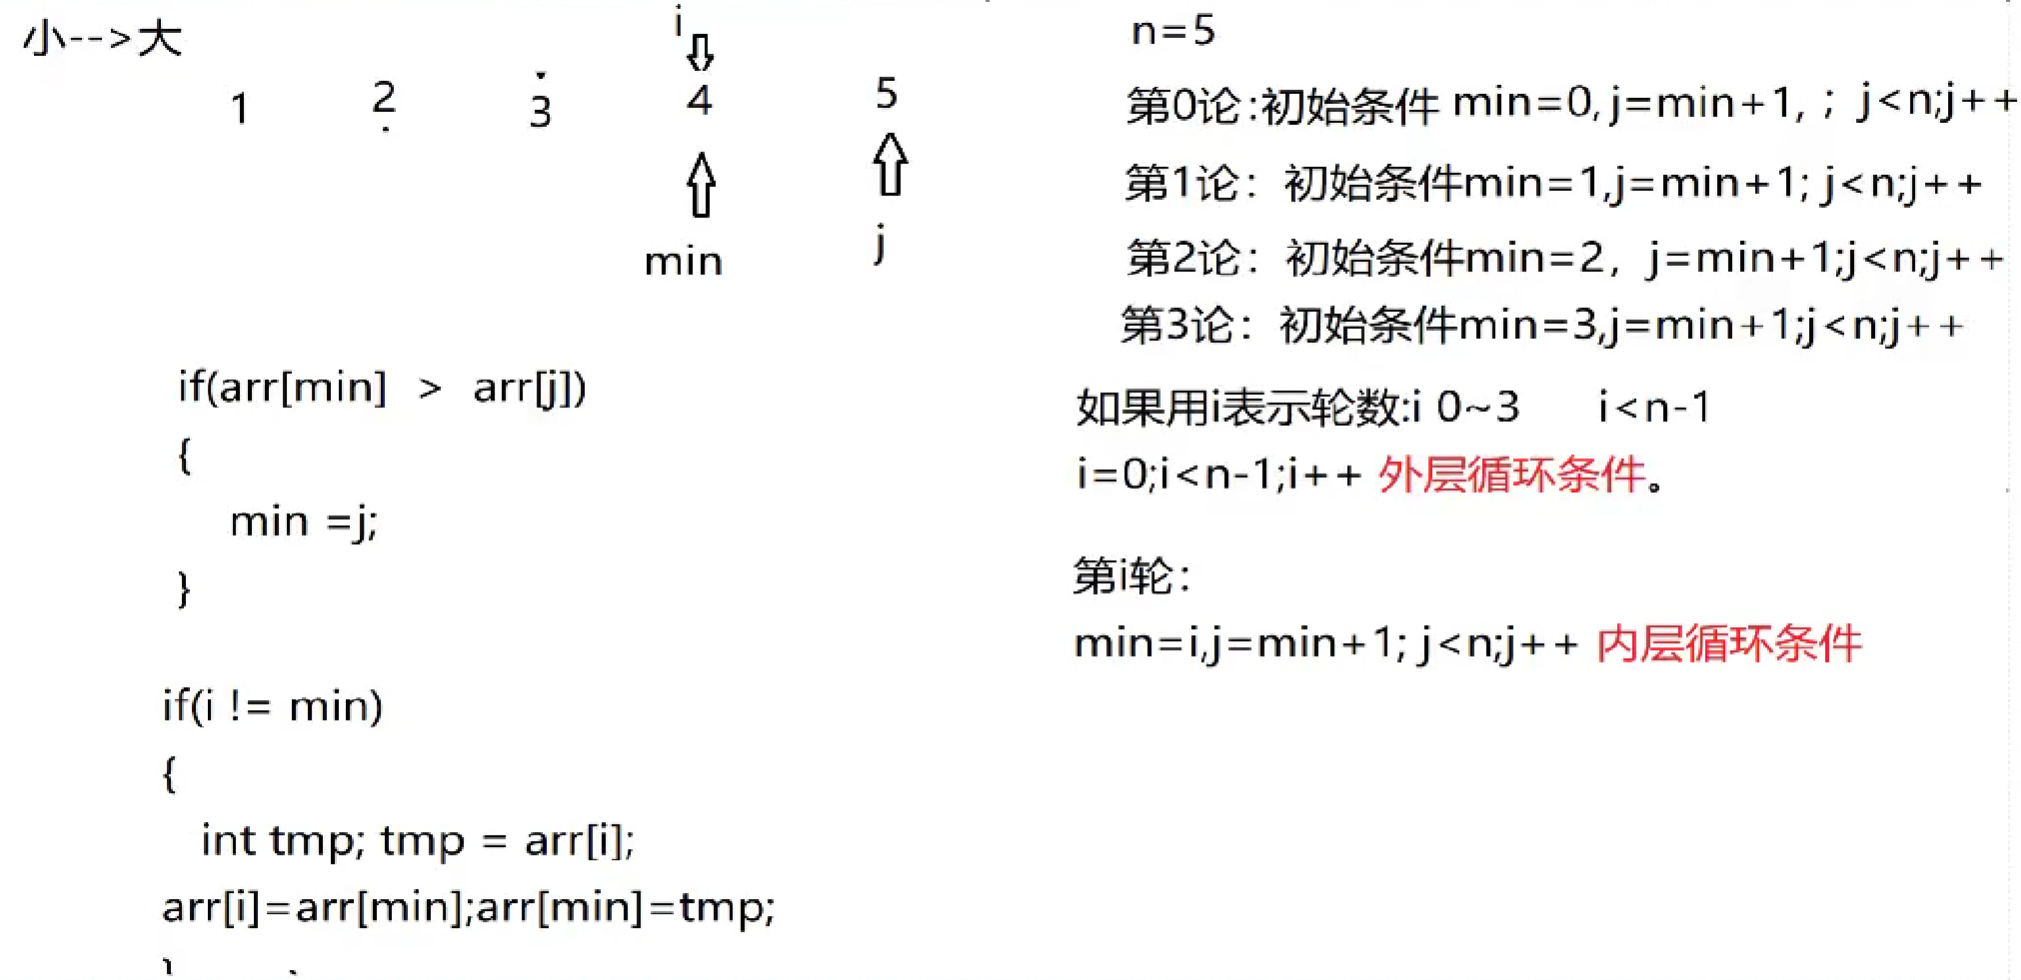 小-->大
i
1 2 3 4 5
min
j
if(arr[min] > arr[j])
{
min =j;
}
if(i != min)
{
int tmp; tmp = arr[i];
arr[i]=arr[min];arr[min]=tmp;
n=5
第0论:初始条件 min=0,j=min+1, ; j<n;j++
第1论：初始条件min=1,j=min+1; j<n;j++
第2论：初始条件min=2，j=min+1;j<n;j++
第3论：初始条件min=3,j=min+1;j<n;j++
如果用i表示轮数:i 0~3 i<n-1
i=0;i<n-1;i++ 外层循环条件。
第i轮：
min=i,j=min+1; j<n;j++ 内层循环条件